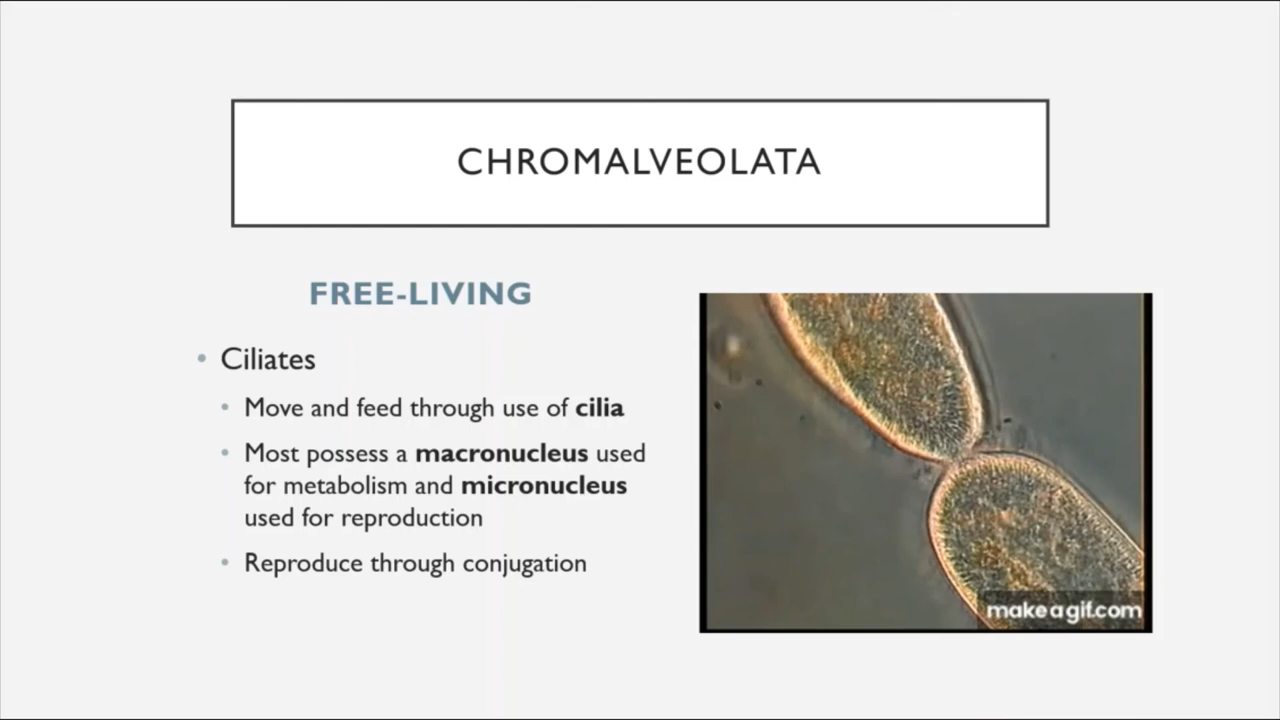 CHROMALVEOLATA
FREE-LIVING
• Ciliates
• Move and feed through use of cilia
• Most possess a macronucleus used
for metabolism and micronucleus
used for reproduction
• Reproduce through conjugation
makeagif.com